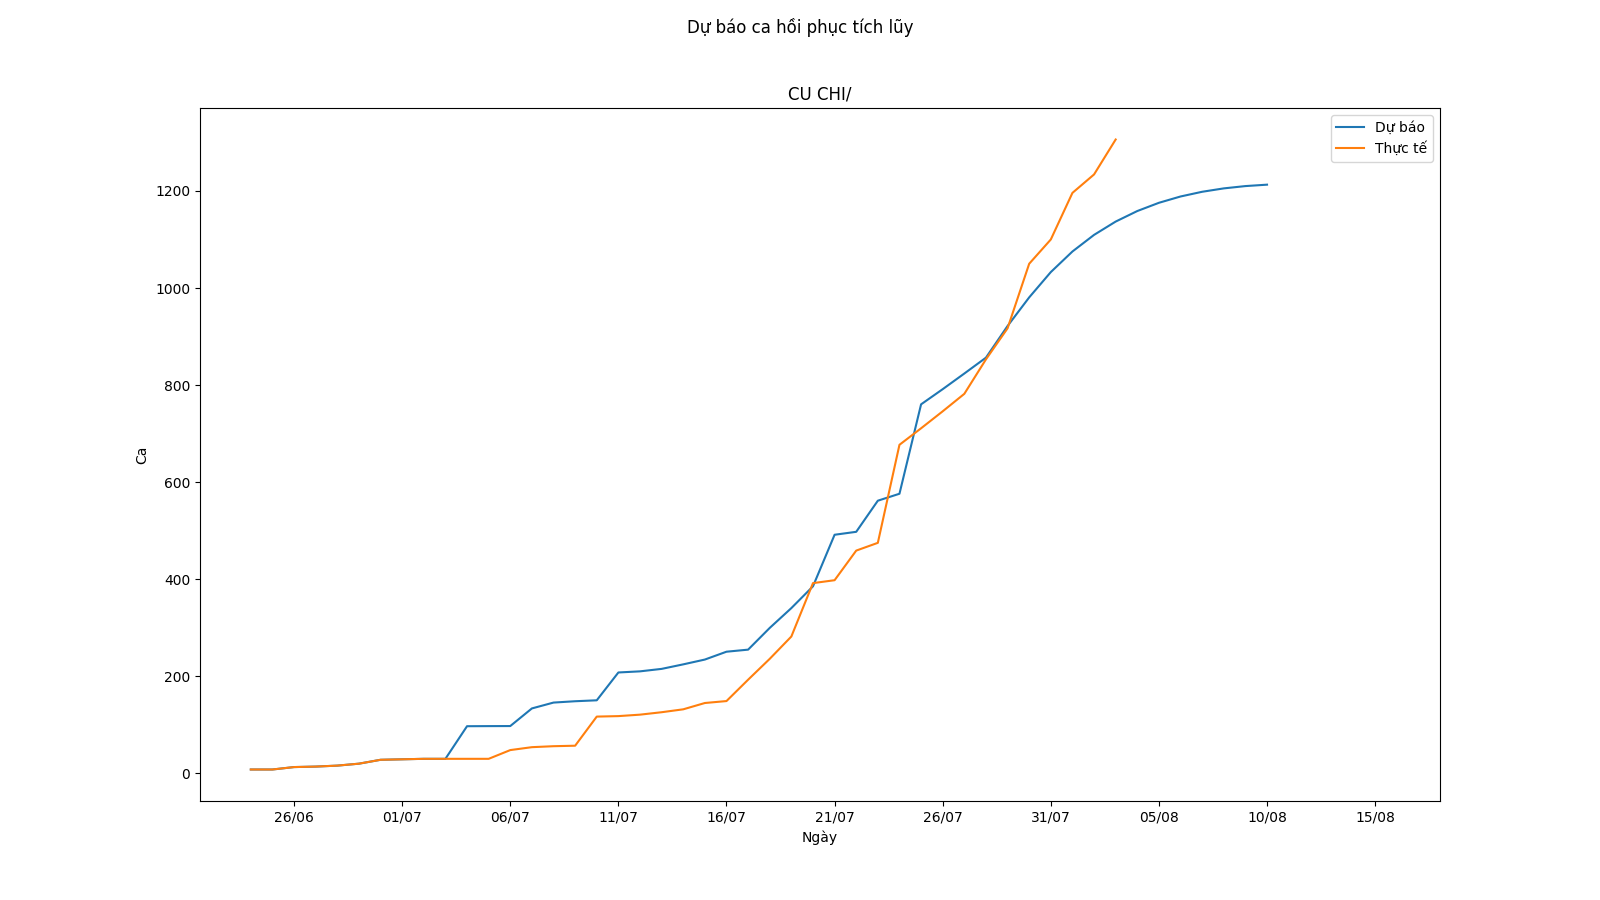 Dự báo ca hồi phục tích lũy
CU CHI/
Dự báo
Thực tế
Ca
1200
1000
800
600
400
200
0
26/06 01/07 06/07 11/07 16/07 21/07 26/07 31/07 05/08 10/08 15/08
Ngày